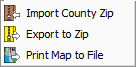 Import County Zip
Export to Zip
Print Map to File